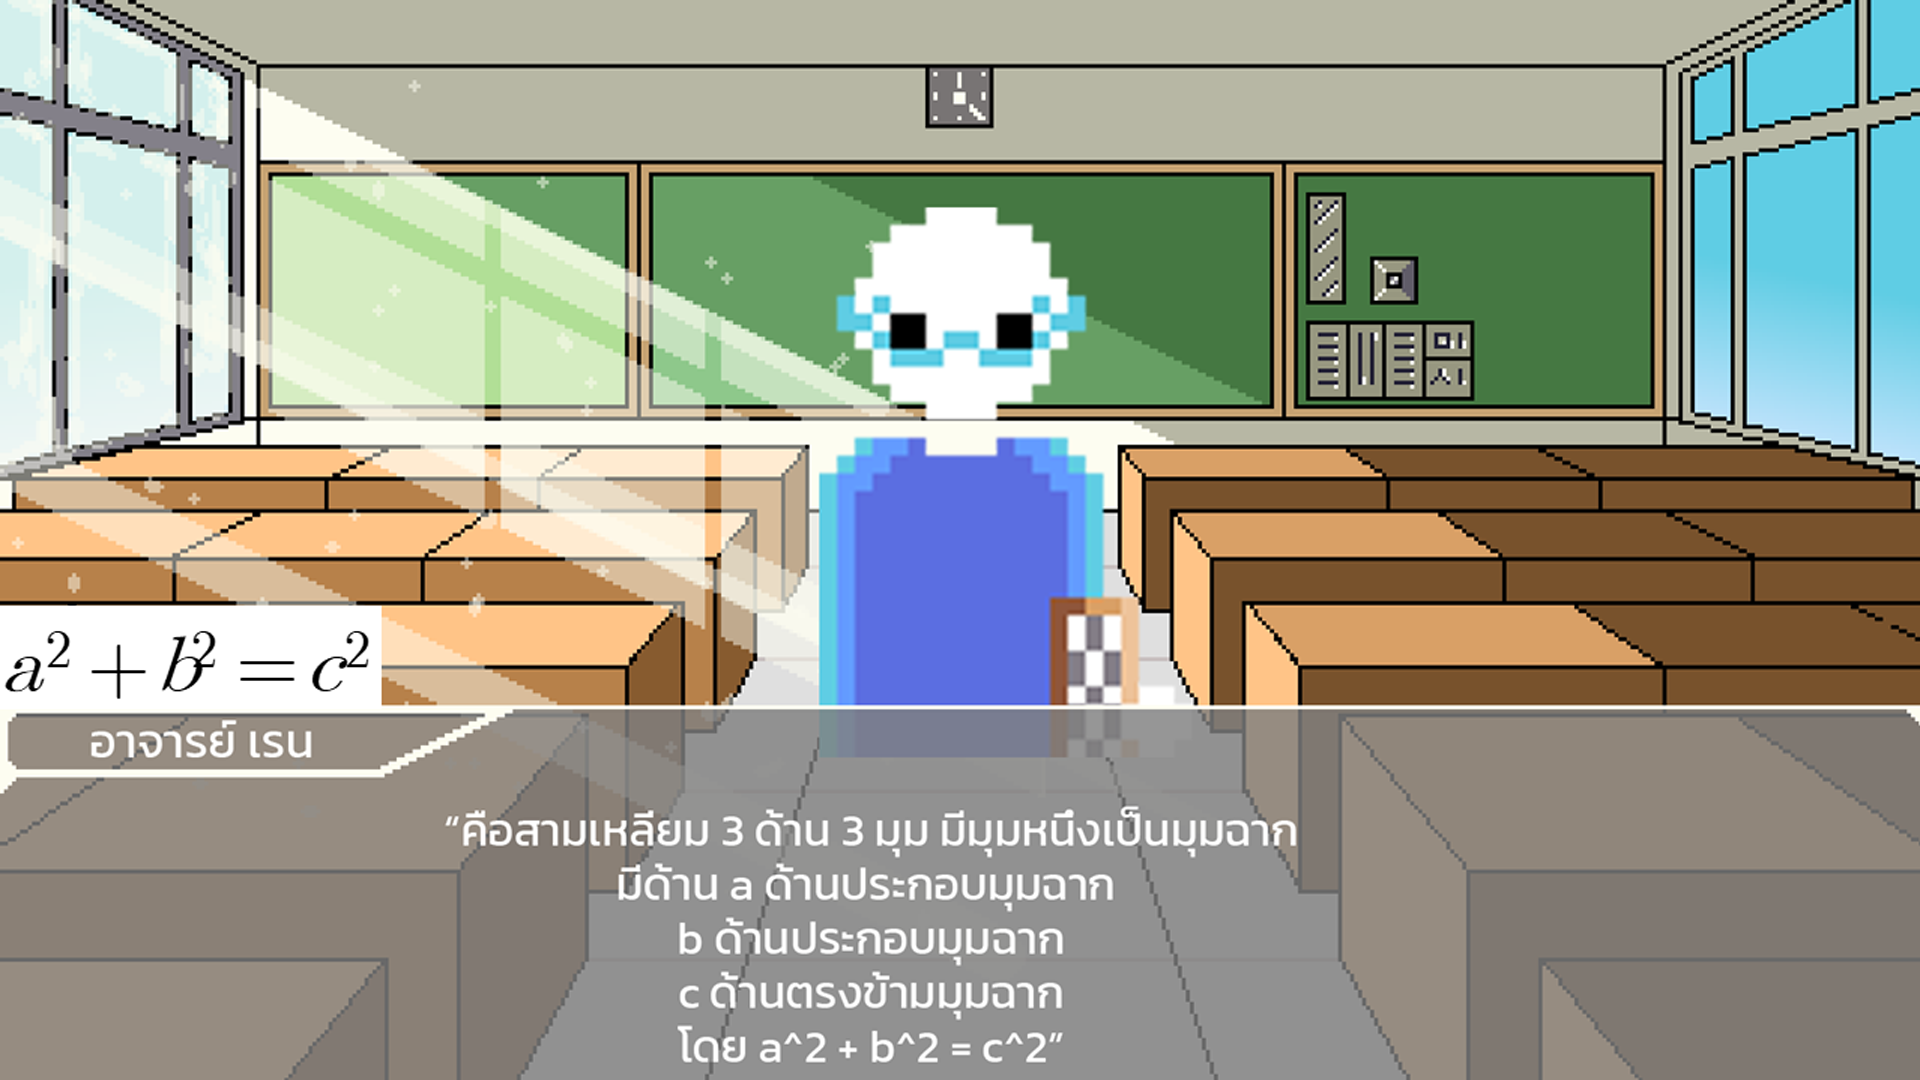 a² + b² = c²
อาจารย์ เรน
“คือสามเหลี่ยม 3 ด้าน 3 มุม มีมุมหนึ่งเป็นมุมฉาก
มีด้าน a ด้านประกอบมุมฉาก
b ด้านประกอบมุมฉาก
c ด้านตรงข้ามมุมฉาก
โดย a^2 + b^2 = c^2”